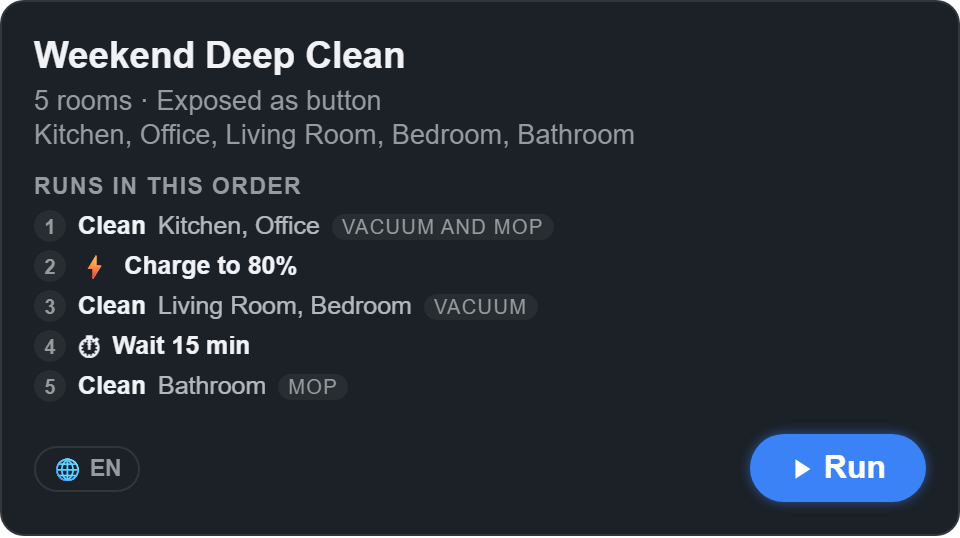 Weekend Deep Clean
5 rooms · Exposed as button
Kitchen, Office, Living Room, Bedroom, Bathroom
RUNS IN THIS ORDER
1 Clean Kitchen, Office VACUUM AND MOP
2 Charge to 80%
3 Clean Living Room, Bedroom VACUUM
4 Wait 15 min
5 Clean Bathroom MOP
EN
Run